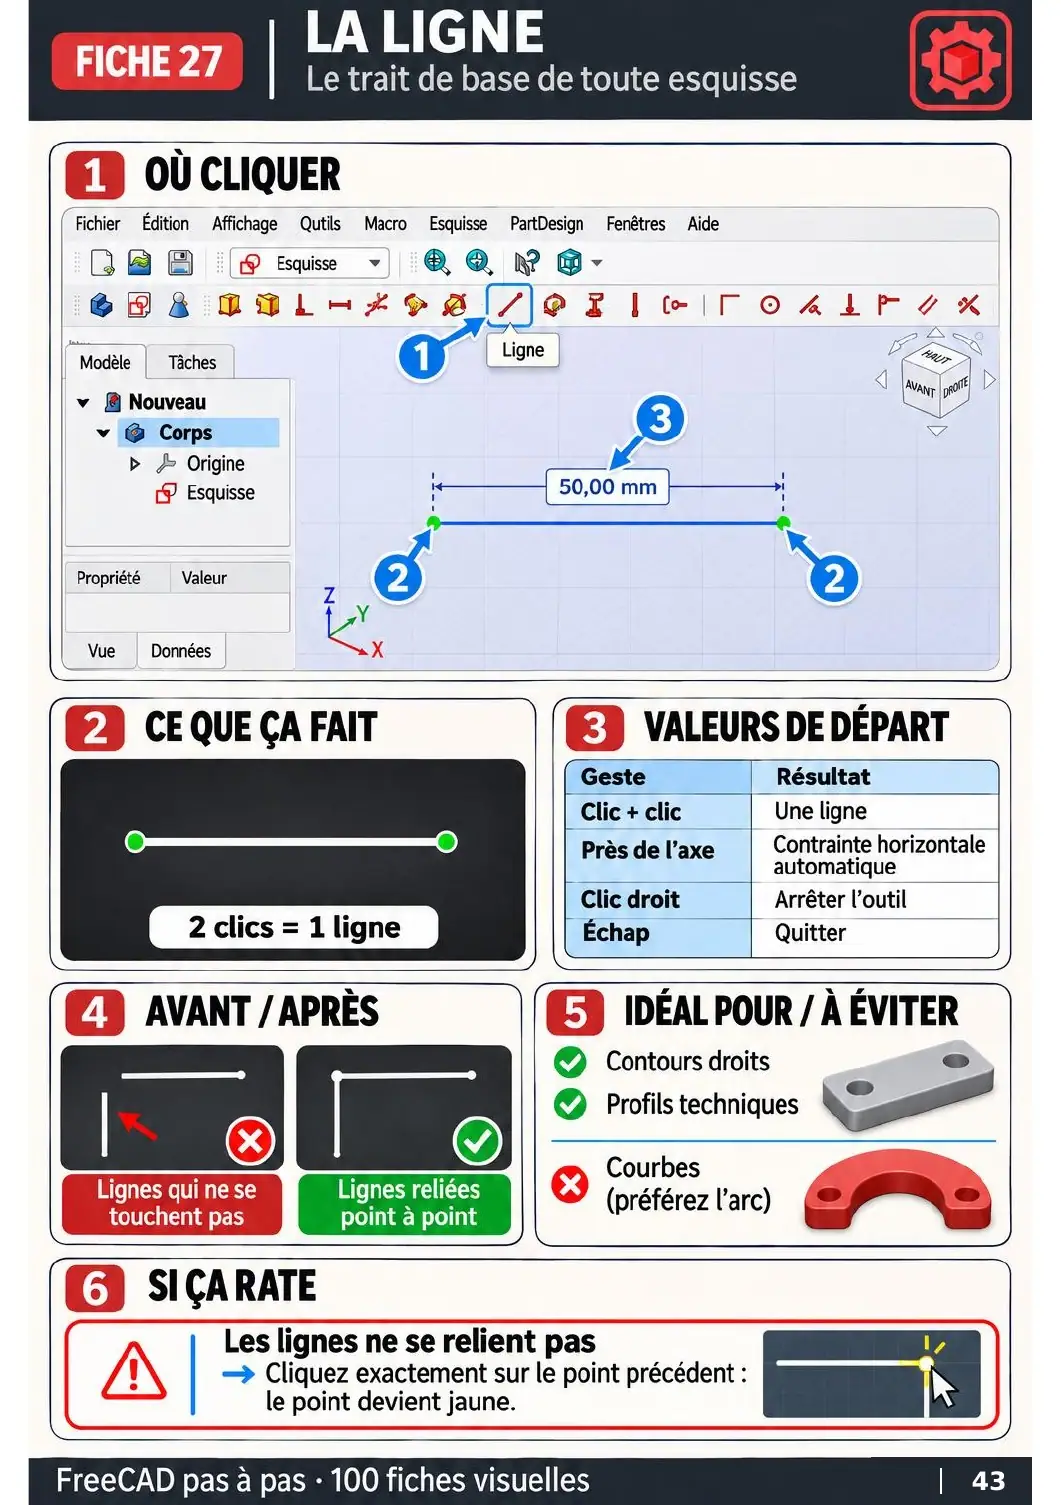 FICHE 27
LA LIGNE
Le trait de base de toute esquisse
1 OÙ CLIQUER
Fichier Édition Affichage Outils Macro Esquisse PartDesign Fenêtres Aide
Esquisse
1
Ligne
Modèle Tâches
HAUT
AVANT DROITE
Nouveau
Corps
Origine
Esquisse
3
50,00 mm
2 2
Propriété Valeur
Vue Données
Z
Y
X
2 CE QUE ÇA FAIT
2 clics = 1 ligne
3 VALEURS DE DÉPART
Geste Résultat
Clic + clic Une ligne
Près de l'axe Contrainte horizontale
automatique
Clic droit Arrêter l'outil
Échap Quitter
4 AVANT / APRÈS
Lignes qui ne se
touchent pas
Lignes reliées
point à point
5 IDÉAL POUR / À ÉVITER
Contours droits
Profils techniques
Courbes
(préférez l'arc)
6 SI ÇA RATE
Les lignes ne se relient pas
→ Cliquez exactement sur le point précédent :
le point devient jaune.
FreeCAD pas à pas · 100 fiches visuelles | 43